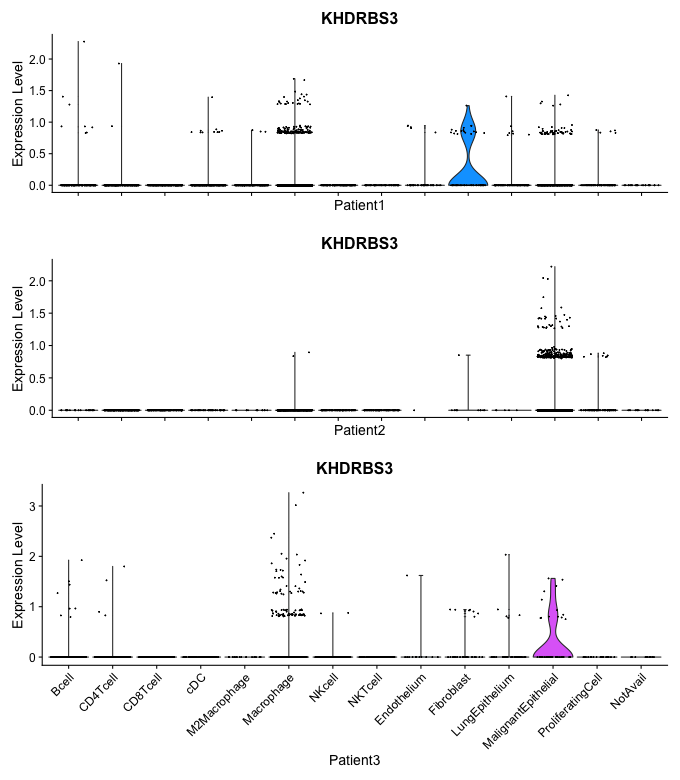 KHDRBS3
Expression Level
2.0
1.5
1.0
0.5
0.0
Patient1
KHDRBS3
Expression Level
2.0
1.5
1.0
0.5
0.0
Patient2
KHDRBS3
Expression Level
3
2
1
0
Bcell
CD4Tcell
CD8Tcell
cDC
M2Macrophage
Macrophage
NKcell
NKTcell
Endothelium
Fibroblast
LungEpithelium
MalignantEpithelial
ProliferatingCell
NotAvail
Patient3